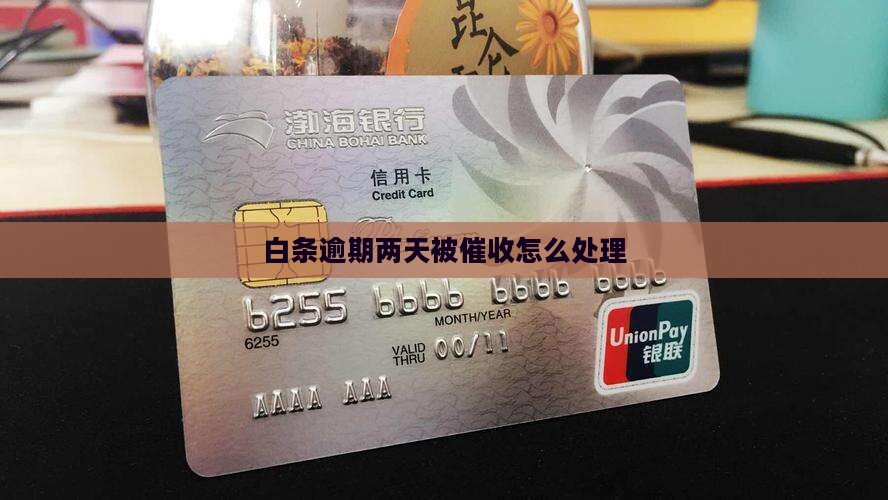 昆仑
渤海银行
CHINA BOHAI BANK
信用卡
Credit Card
白条逾期两天被催收怎么处理
6255 6666 6666 6666
6255
MONTH/YEAR
VALID THRU 00/11
AAAA AAA
UnionPay
银联